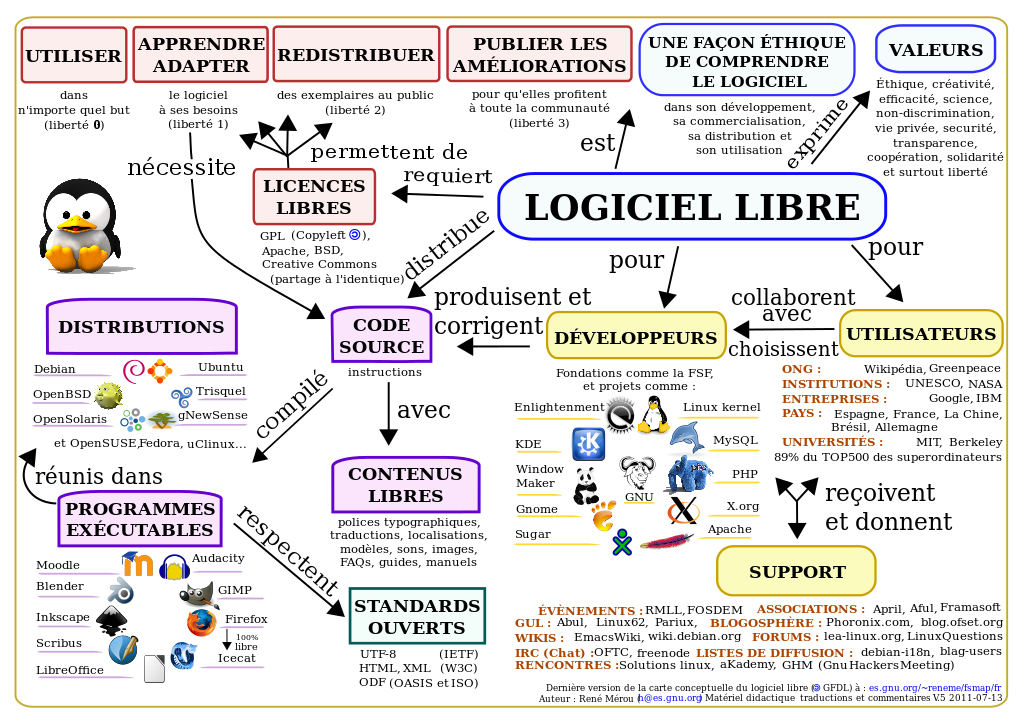 UTILISER
dans
n'importe quel but
(liberté 0)
APPRENDRE
ADAPTER
le logiciel
à ses besoins
(liberté 1)
REDISTRIBUER
des exemplaires au public
(liberté 2)
PUBLIER LES
AMÉLIORATIONS
pour qu'elles profitent
à toute la communauté
(liberté 3)
UNE FAÇON ÉTHIQUE
DE COMPRENDRE
LE LOGICIEL
dans son développement,
sa commercialisation,
sa distribution et
son utilisation
VALEURS
Éthique, créativité,
efficacité, science,
non-discrimination,
vie privée, securité,
transparence,
coopération, solidarité
et surtout liberté
nécessite
permettent de
requiert
est
exprime
LICENCES
LIBRES
GPL (Copyleft ),
Apache, BSD,
Creative Commons
(partage à l'identique)
LOGICIEL LIBRE
distribue
pour
pour
produisent et
corrigent
collaborent
avec
choisissent
DISTRIBUTIONS
Debian
Ubuntu
OpenBSD
Trisquel
OpenSolaris
gNewSense
et OpenSUSE,Fedora, uClinux...
CODE
SOURCE
instructions
DÉVELOPPEURS
Fondations comme la FSF,
et projets comme :
Enlightenment
Linux kernel
KDE
MySQL
Window
Maker
GNU
PHP
Gnome
X.org
Sugar
Apache
UTILISATEURS
ONG : Wikipédia, Greenpeace
INSTITUTIONS : UNESCO, NASA
ENTREPRISES : Google, IBM
PAYS : Espagne, France, La Chine,
Brésil, Allemagne
UNIVERSITÉS : MIT, Berkeley
89% du TOP500 des superordinateurs
compilé
avec
réunis dans
respectent
reçoivent
et donnent
CONTENUS
LIBRES
polices typographiques,
traductions, localisations,
modèles, sons, images,
FAQs, guides, manuels
PROGRAMMES
EXÉCUTABLES
Moodle
Audacity
Blender
GIMP
Inkscape
Firefox
100%
libre
Scribus
Icecat
LibreOffice
STANDARDS
OUVERTS
UTF-8 (IETF)
HTML, XML (W3C)
ODF (OASIS et ISO)
SUPPORT
ÉVÈNEMENTS : RMLL, FOSDEM ASSOCIATIONS : April, Aful, Framasoft
GUL : Abul, Linux62, Pariux, BLOGOSPHÈRE : Phoronix.com, blog.ofset.org
WIKIS : EmacsWiki, wiki.debian.org FORUMS : lea-linux.org, LinuxQuestions
IRC (Chat) :OFTC, freenode LISTES DE DIFFUSION : debian-i18n, blag-users
RENCONTRES :Solutions linux, aKademy, GHM (Gnu Hackers Meeting)
Dernière version de la carte conceptuelle du logiciel libre ( GFDL) à : es.gnu.org/~reneme/fsmap/fr
Auteur : René Mérou (h@es.gnu.org) Matériel didactique traductions et commentaires V.5 2011-07-13